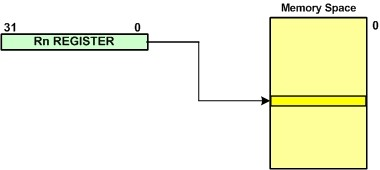 Memory Space
31 0
0
Rn REGISTER